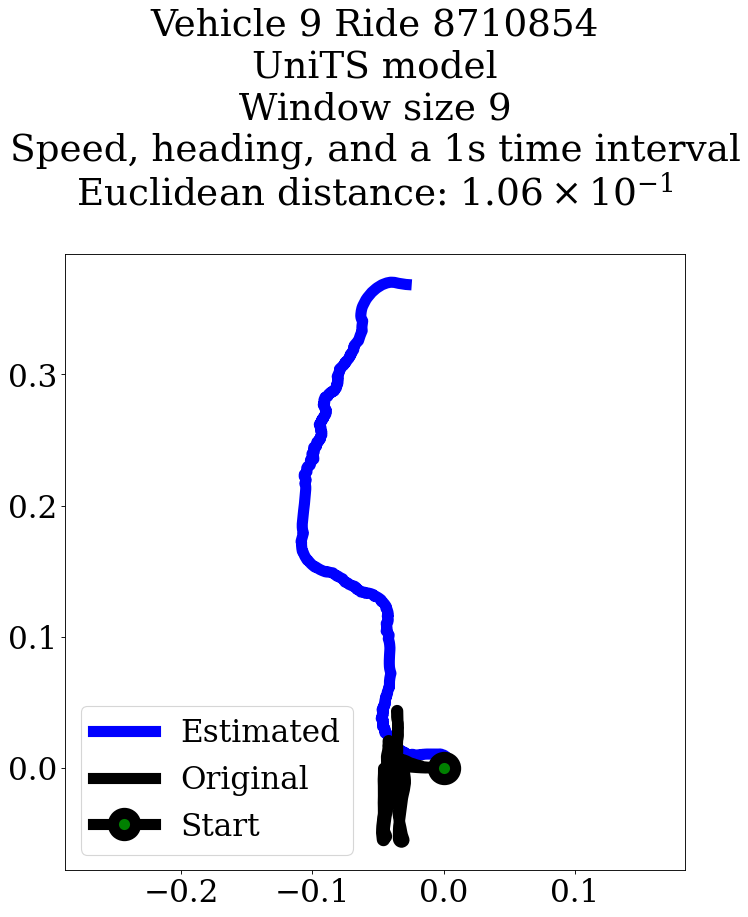 Vehicle 9 Ride 8710854
UniTS model
Window size 9
Speed, heading, and a 1s time interval
Euclidean distance: 1.06 × 10⁻¹
0.3
0.2
0.1
0.0
Estimated
Original
Start
−0.2
−0.1
0.0
0.1